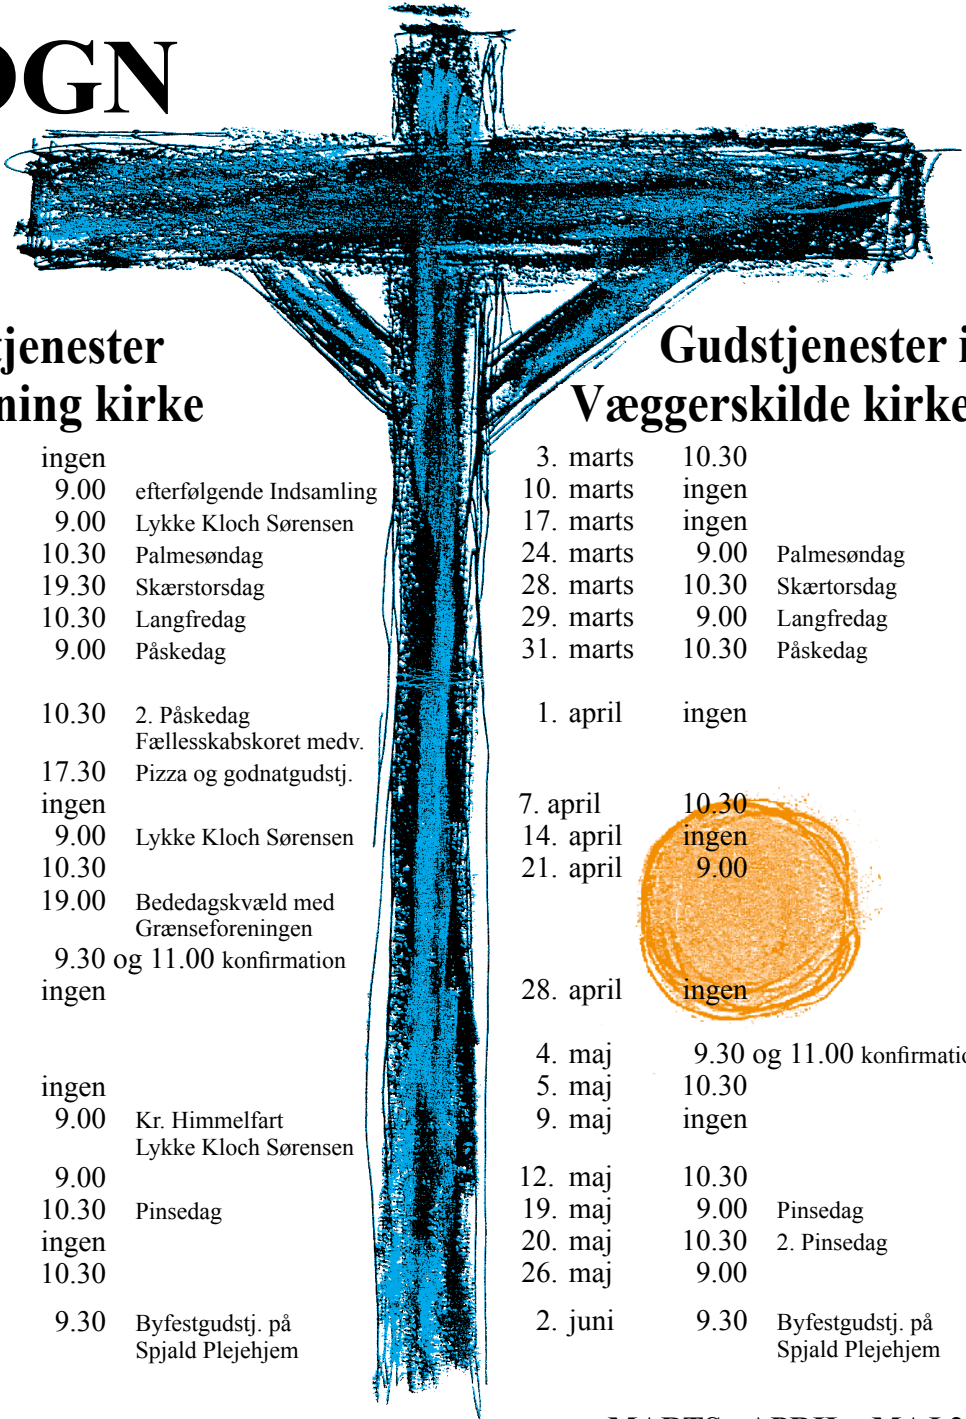 OGN
tjenester
ning kirke
ingen
9.00 efterfølgende Indsamling
9.00 Lykke Kloch Sørensen
10.30 Palmesøndag
19.30 Skærstorsdag
10.30 Langfredag
9.00 Påskedag
10.30 2. Påskedag
Fællesskabskoret medv.
17.30 Pizza og godnatgudstj.
ingen
9.00 Lykke Kloch Sørensen
10.30
19.00 Bededagskvæld med
Grænseforeningen
9.30 og 11.00 konfirmation
ingen
ingen
9.00 Kr. Himmelfart
Lykke Kloch Sørensen
9.00
10.30 Pinsedag
ingen
10.30
9.30 Byfestgudstj. på
Spjald Plejehjem
Gudstjenester i
Væggerskilde kirke
3. marts 10.30
10. marts ingen
17. marts ingen
24. marts 9.00 Palmesøndag
28. marts 10.30 Skærtorsdag
29. marts 9.00 Langfredag
31. marts 10.30 Påskedag
1. april ingen
7. april 10.30
14. april ingen
21. april 9.00
28. april ingen
4. maj 9.30 og 11.00 konfirmatio
5. maj 10.30
9. maj ingen
12. maj 10.30
19. maj 9.00 Pinsedag
20. maj 10.30 2. Pinsedag
26. maj 9.00
2. juni 9.30 Byfestgudstj. på
Spjald Plejehjem